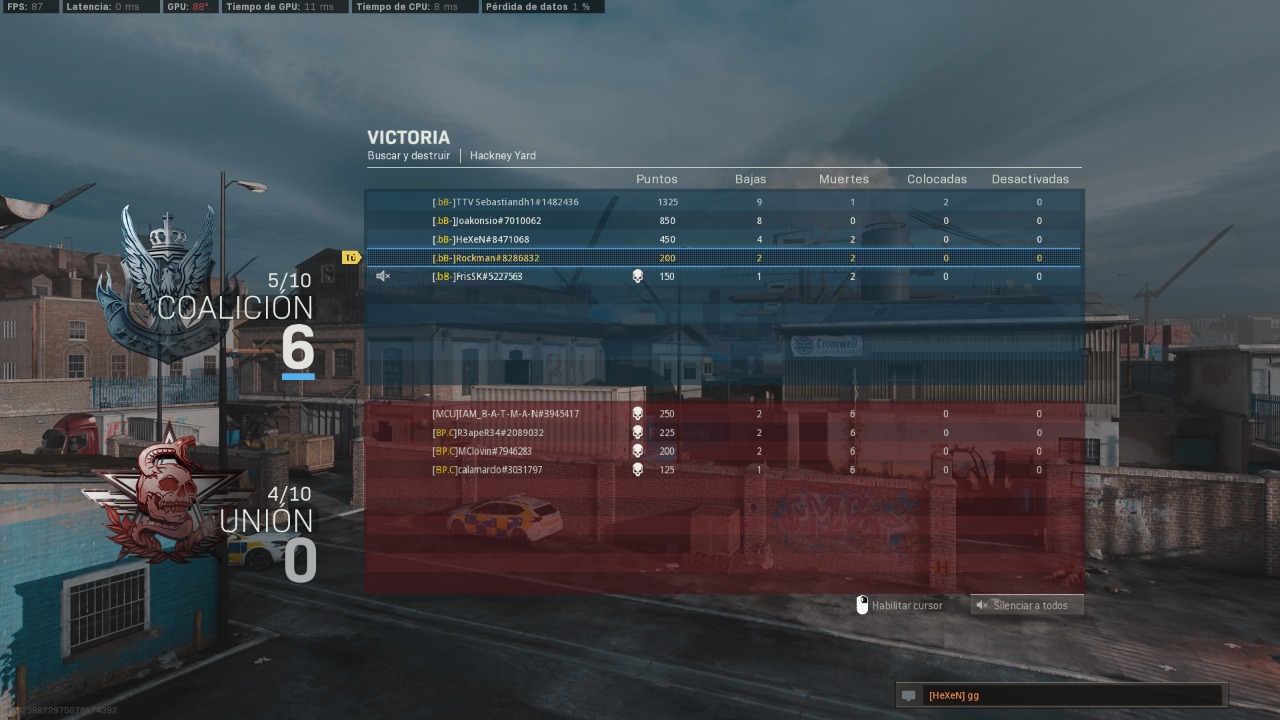 FPS: 87 Latencia: 0 ms GPU: 88° Tiempo de GPU: 11 ms Tiempo de CPU: 8 ms Pérdida de datos 1 %
VICTORIA
Buscar y destruir | Hackney Yard
Puntos Bajas Muertes Colocadas Desactivadas
[.bB-]TTV Sebastiandh1#1482436 1325 9 1 2 0
[.bB-]Joakonsio#7010062 850 8 0 0 0
[.bB-]HeXeN#8471068 450 4 2 0 0
TÚ [.bB-]Rockman#8286832 200 2 2 0 0
[.bB-]FrisSK#5227563 150 1 2 0 0
5/10
COALICIÓN
6
Cromwell
[MCU]IAM_B-A-T-M-A-N#3945417 250 2 6 0 0
[BP.C]R3apeR34#2089032 225 2 6 0 0
[BP.C]MClovin#7946283 200 2 6 0 0
[BP.C]calamardo#3031797 125 1 6 0 0
4/10
UNIÓN
0
Habilitar cursor Silenciar a todos
[HeXeN] gg